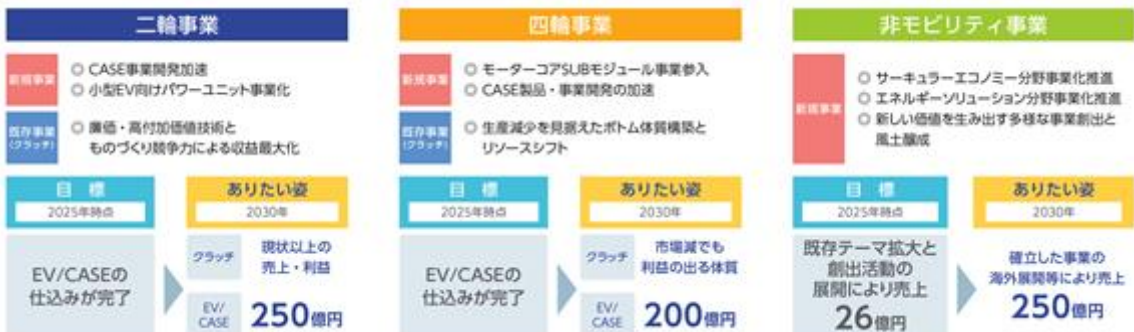 二輪事業
新規事業
◎ CASE事業開発加速
◎ 小型EV向けパワーユニット事業化
既存事業
(クラッチ)
◎ 廉価・高付加価値技術と
ものづくり競争力による収益最大化
目 標
2025年時点
ありたい姿
2030年
EV/CASEの
仕込みが完了
クラッチ
現状以上の
売上・利益
EV/
CASE
250億円
四輪事業
新規事業
◎ モーターコアSUBモジュール事業参入
◎ CASE製品・事業開発の加速
既存事業
(クラッチ)
◎ 生産減少を見据えたボトム体質構築と
リソースシフト
目 標
2025年時点
ありたい姿
2030年
EV/CASEの
仕込みが完了
クラッチ
市場減でも
利益の出る体質
EV/
CASE
200億円
非モビリティ事業
新規事業
◎ サーキュラーエコノミー分野事業化推進
◎ エネルギーソリューション分野事業化推進
◎ 新しい価値を生み出す多様な事業創出と
風土醸成
目 標
2025年時点
ありたい姿
2030年
既存テーマ拡大と
創出活動の
展開により売上
26億円
確立した事業の
海外展開等により売上
250億円